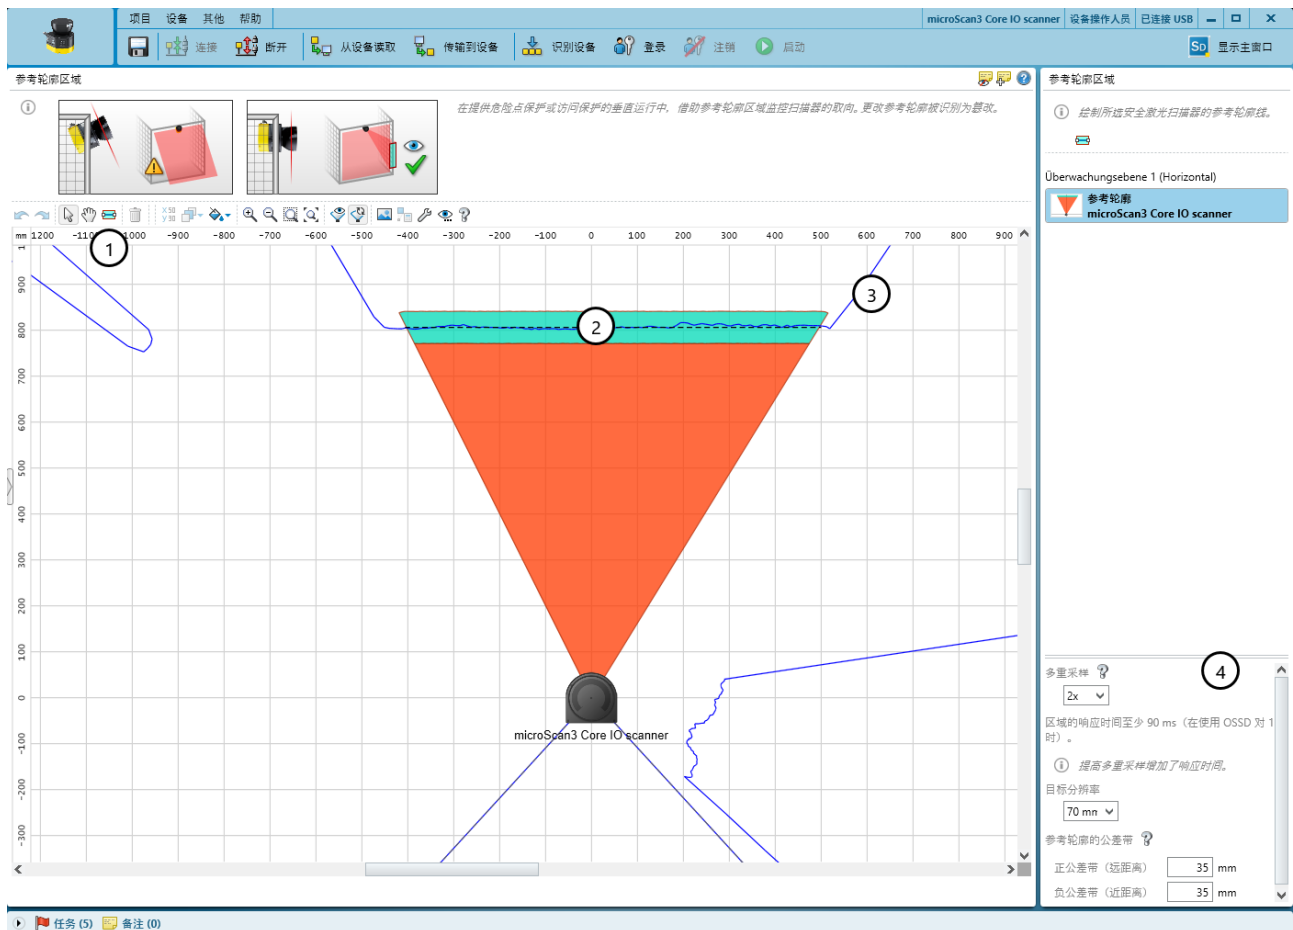 项目 设备 其他 帮助
microScan3 Core IO scanner 设备操作人员 已连接 USB
连接 断开 从设备读取 传输到设备 识别设备 登录 注销 启动 SD 显示主窗口
参考轮廓区域
在提供危险点保护或访问保护的垂直运行中，借助参考轮廓区域监控扫描器的取向。更改参考轮廓被识别为篡改。
mm 1200 -1000 -900 -800 -700 -600 -500 -400 -300 -200 -100 0 100 200 300 400 500 600 700 800 900
1
2
3
900
800
700
600
500
400
300
200
100
0
-100
-200
-300
microScan3 Core IO scanner
参考轮廓区域
绘制所选安全激光扫描器的参考轮廓线。
Überwachungsebene 1 (Horizontal)
参考轮廓
microScan3 Core IO scanner
4
多重采样
2x
区域的响应时间至少 90 ms（在使用 OSSD 对 1
时）。
提高多重采样增加了响应时间。
目标分辨率
70 mm
参考轮廓的公差带
正公差带（远距离） 35 mm
负公差带（近距离） 35 mm
任务 (5) 备注 (0)